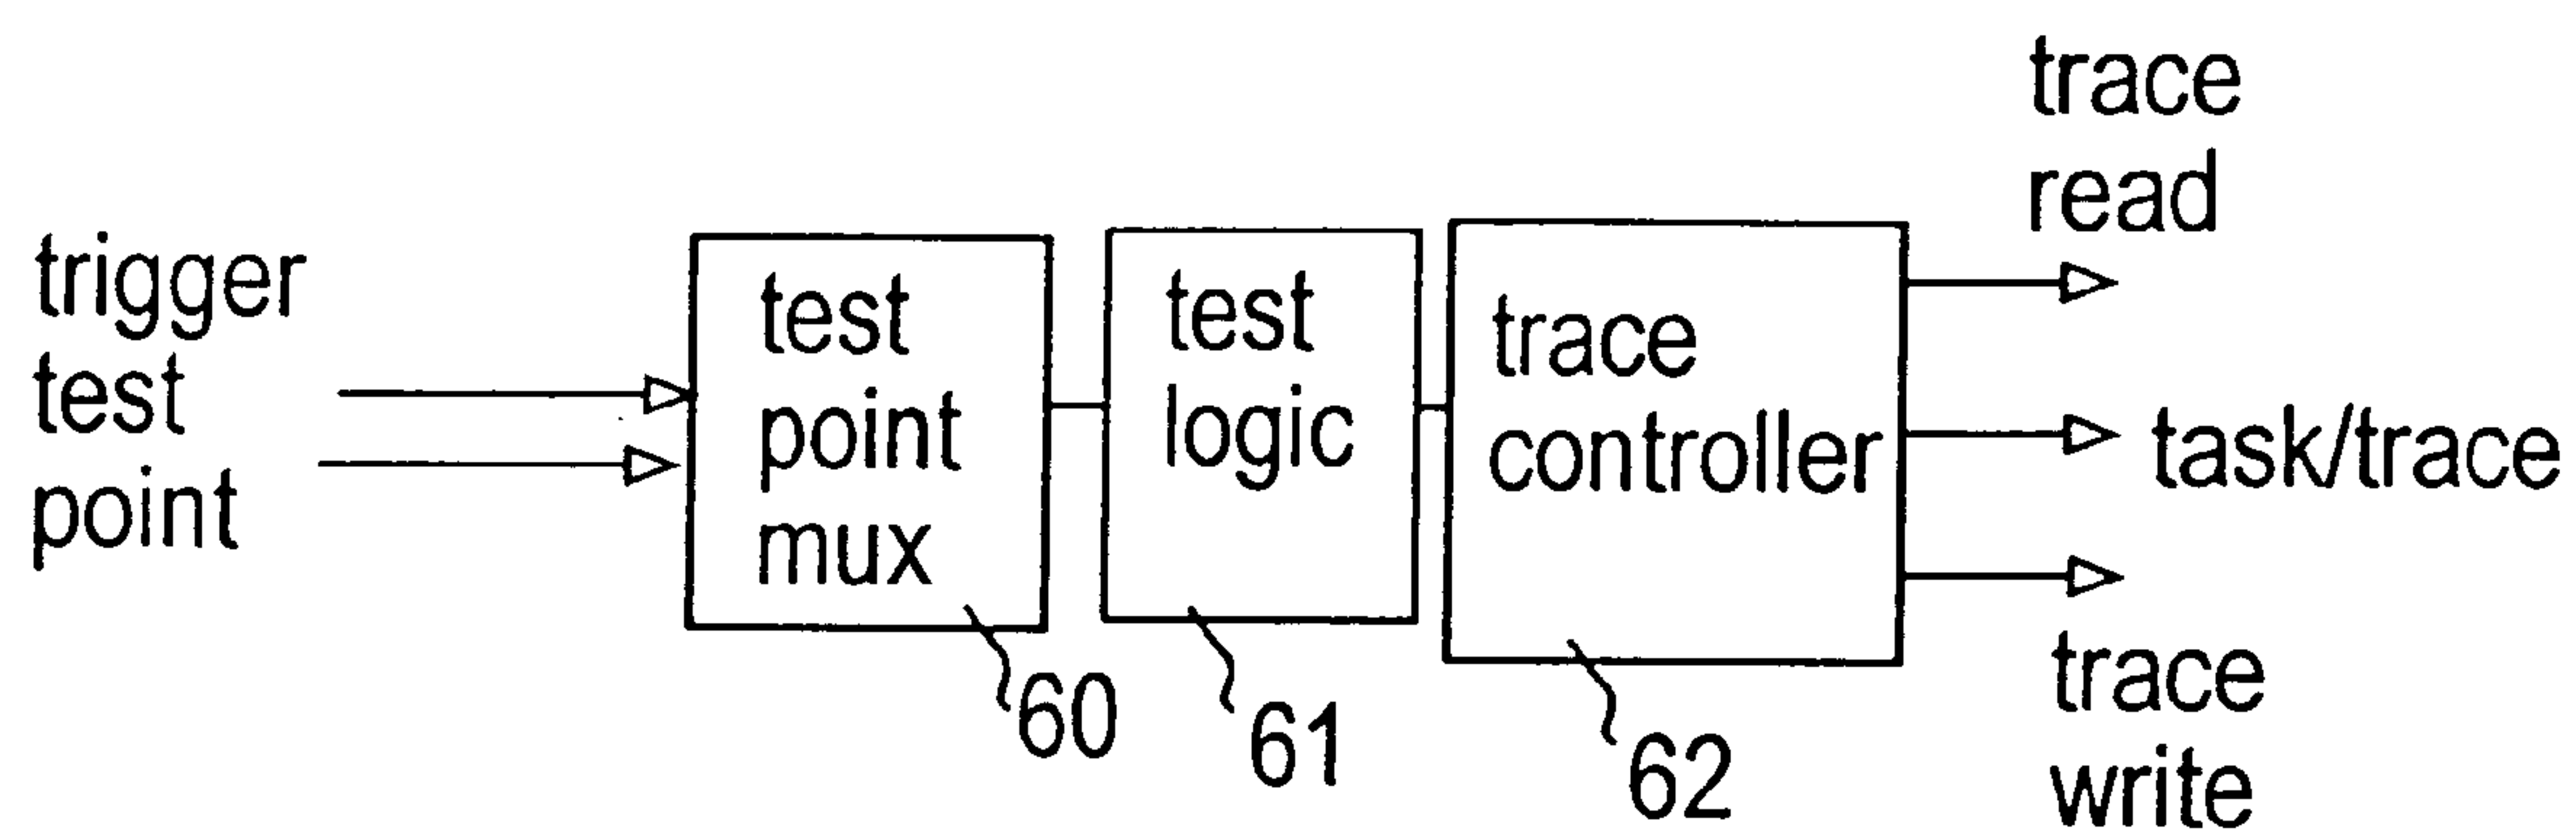 trigger
test
point
test
point
mux
60
test
logic
61
trace
controller
62
trace
read
task/trace
trace
write